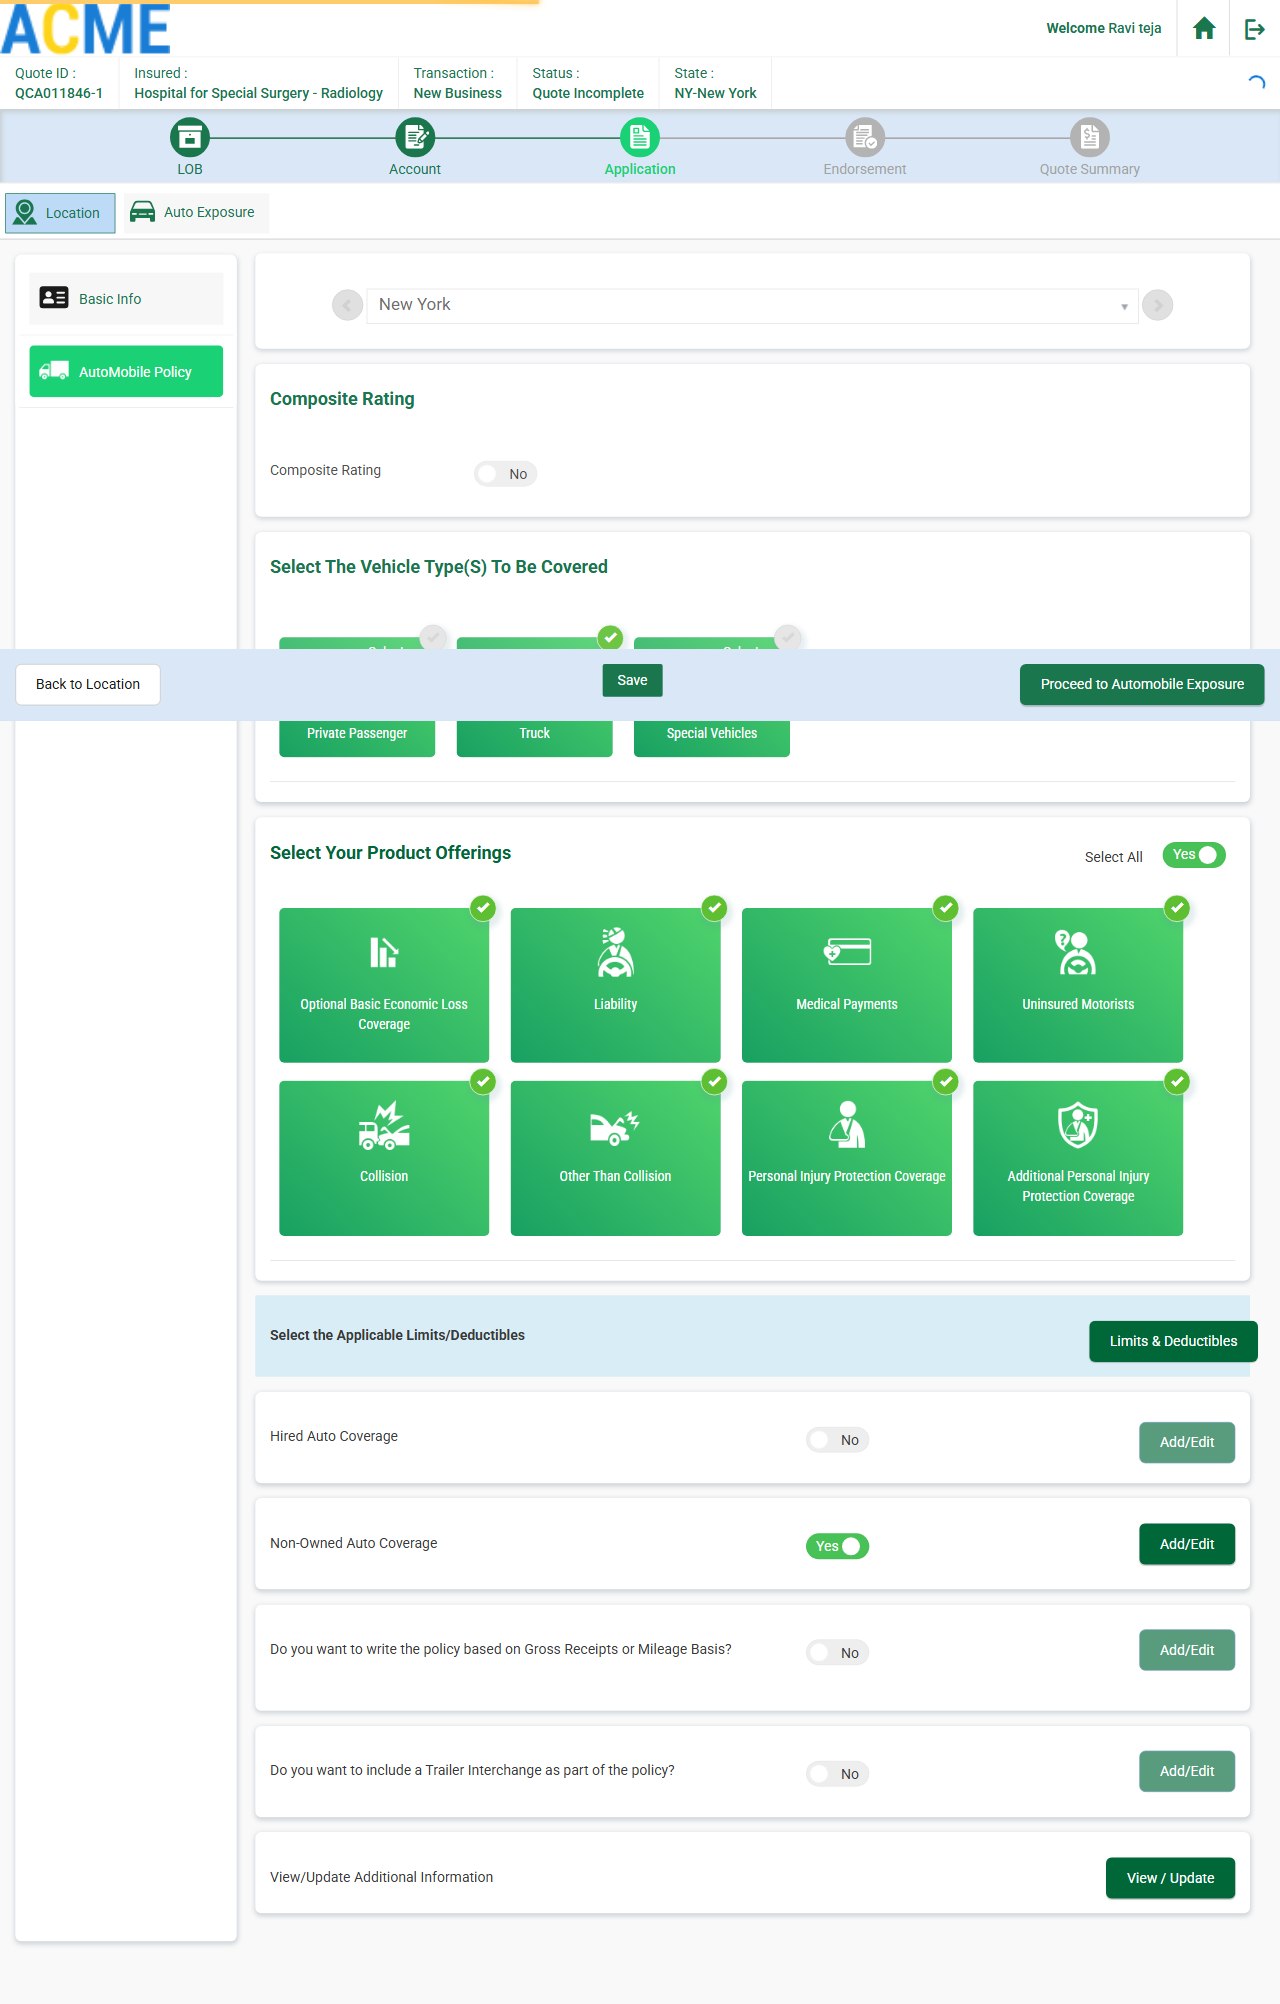 ACME
Welcome Ravi teja
Quote ID :
QCA011846-1
Insured :
Hospital for Special Surgery - Radiology
Transaction :
New Business
Status :
Quote Incomplete
State :
NY-New York
LOB
Account
Application
Endorsement
Quote Summary
Location
Auto Exposure
Basic Info
AutoMobile Policy
New York
Composite Rating
Composite Rating
No
Select The Vehicle Type(S) To Be Covered
Back to Location
Save
Proceed to Automobile Exposure
Private Passenger
Truck
Special Vehicles
Select Your Product Offerings
Select All
Yes
Optional Basic Economic Loss
Coverage
Liability
Medical Payments
Uninsured Motorists
Collision
Other Than Collision
Personal Injury Protection Coverage
Additional Personal Injury
Protection Coverage
Select the Applicable Limits/Deductibles
Limits & Deductibles
Hired Auto Coverage
No
Add/Edit
Non-Owned Auto Coverage
Yes
Add/Edit
Do you want to write the policy based on Gross Receipts or Mileage Basis?
No
Add/Edit
Do you want to include a Trailer Interchange as part of the policy?
No
Add/Edit
View/Update Additional Information
View / Update